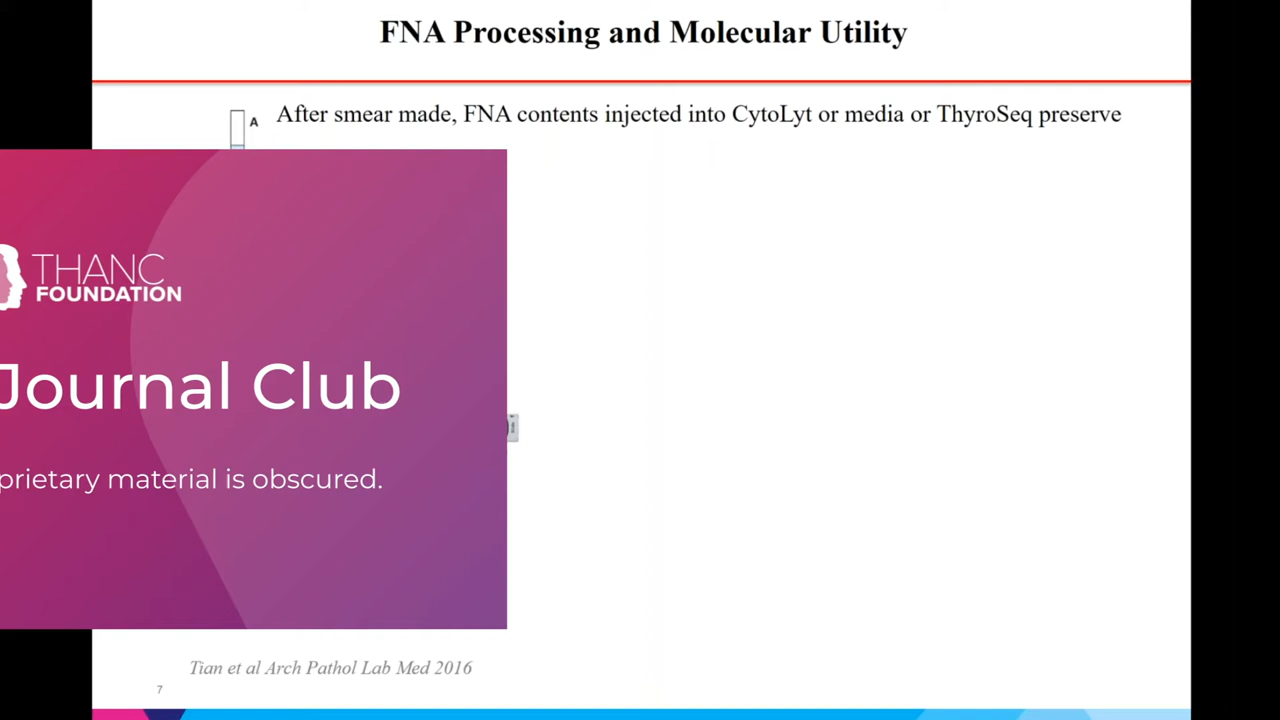 FNA Processing and Molecular Utility
A After smear made, FNA contents injected into CytoLyt or media or ThyroSeq preserve
THANC
FOUNDATION
Journal Club
prietary material is obscured.
Tian et al Arch Pathol Lab Med 2016
7